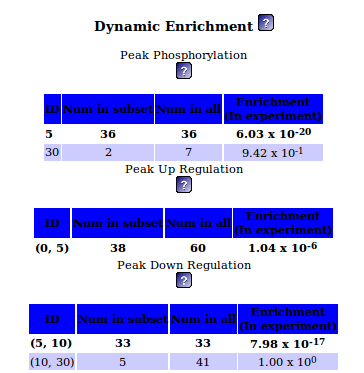 Dynamic Enrichment ?
Peak Phosphorylation
?
ID Num in subset Num in all Enrichment (In experiment)
5 36 36 6.03 x 10-20
30 2 7 9.42 x 10-1
Peak Up Regulation
?
ID Num in subset Num in all Enrichment (In experiment)
(0, 5) 38 60 1.04 x 10-6
Peak Down Regulation
?
ID Num in subset Num in all Enrichment (In experiment)
(5, 10) 33 33 7.98 x 10-17
(10, 30) 5 41 1.00 x 100